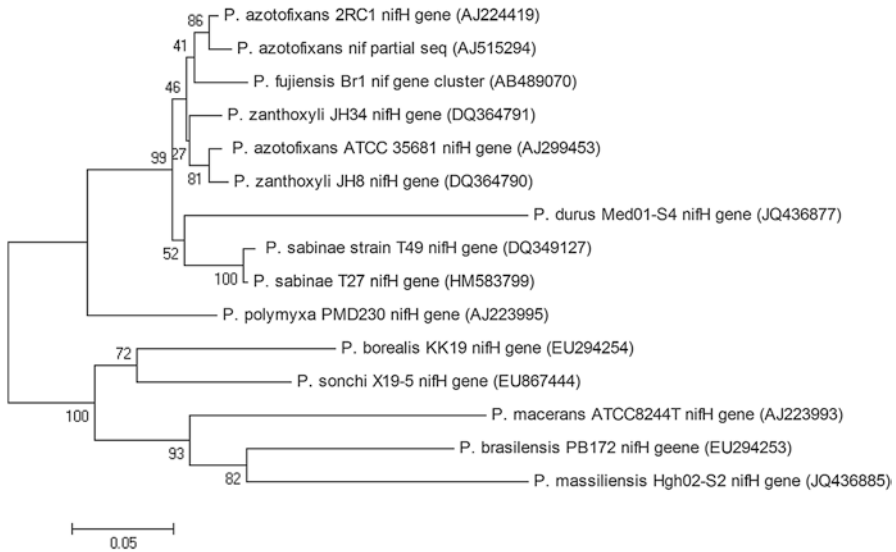 86
P. azotofixans 2RC1 nifH gene (AJ224419)
41
P. azotofixans nif partial seq (AJ515294)
46
P. fujiensis Br1 nif gene cluster (AB489070)
P. zanthoxyli JH34 nifH gene (DQ364791)
99
27
P. azotofixans ATCC 35681 nifH gene (AJ299453)
81
P. zanthoxyli JH8 nifH gene (DQ364790)
P. durus Med01-S4 nifH gene (JQ436877)
52
P. sabinae strain T49 nifH gene (DQ349127)
100
P. sabinae T27 nifH gene (HM583799)
P. polymyxa PMD230 nifH gene (AJ223995)
72
P. borealis KK19 nifH gene (EU294254)
P. sonchi X19-5 nifH gene (EU867444)
100
P. macerans ATCC8244T nifH gene (AJ223993)
93
P. brasilensis PB172 nifH geene (EU294253)
82
P. massiliensis Hgh02-S2 nifH gene (JQ436885)
0.05